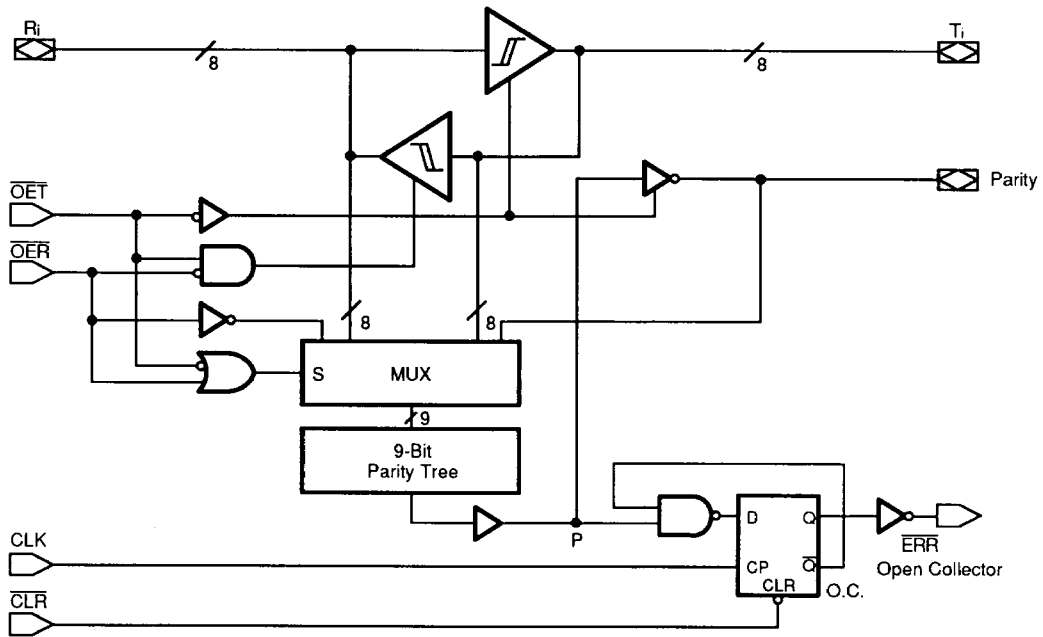 Ri
Ti
8
8
OET
Parity
OER
8
8
S
MUX
9
9-Bit
Parity Tree
D
Q
CLK
P
ERR
CP
Q
Open Collector
CLR
O.C.
CLR